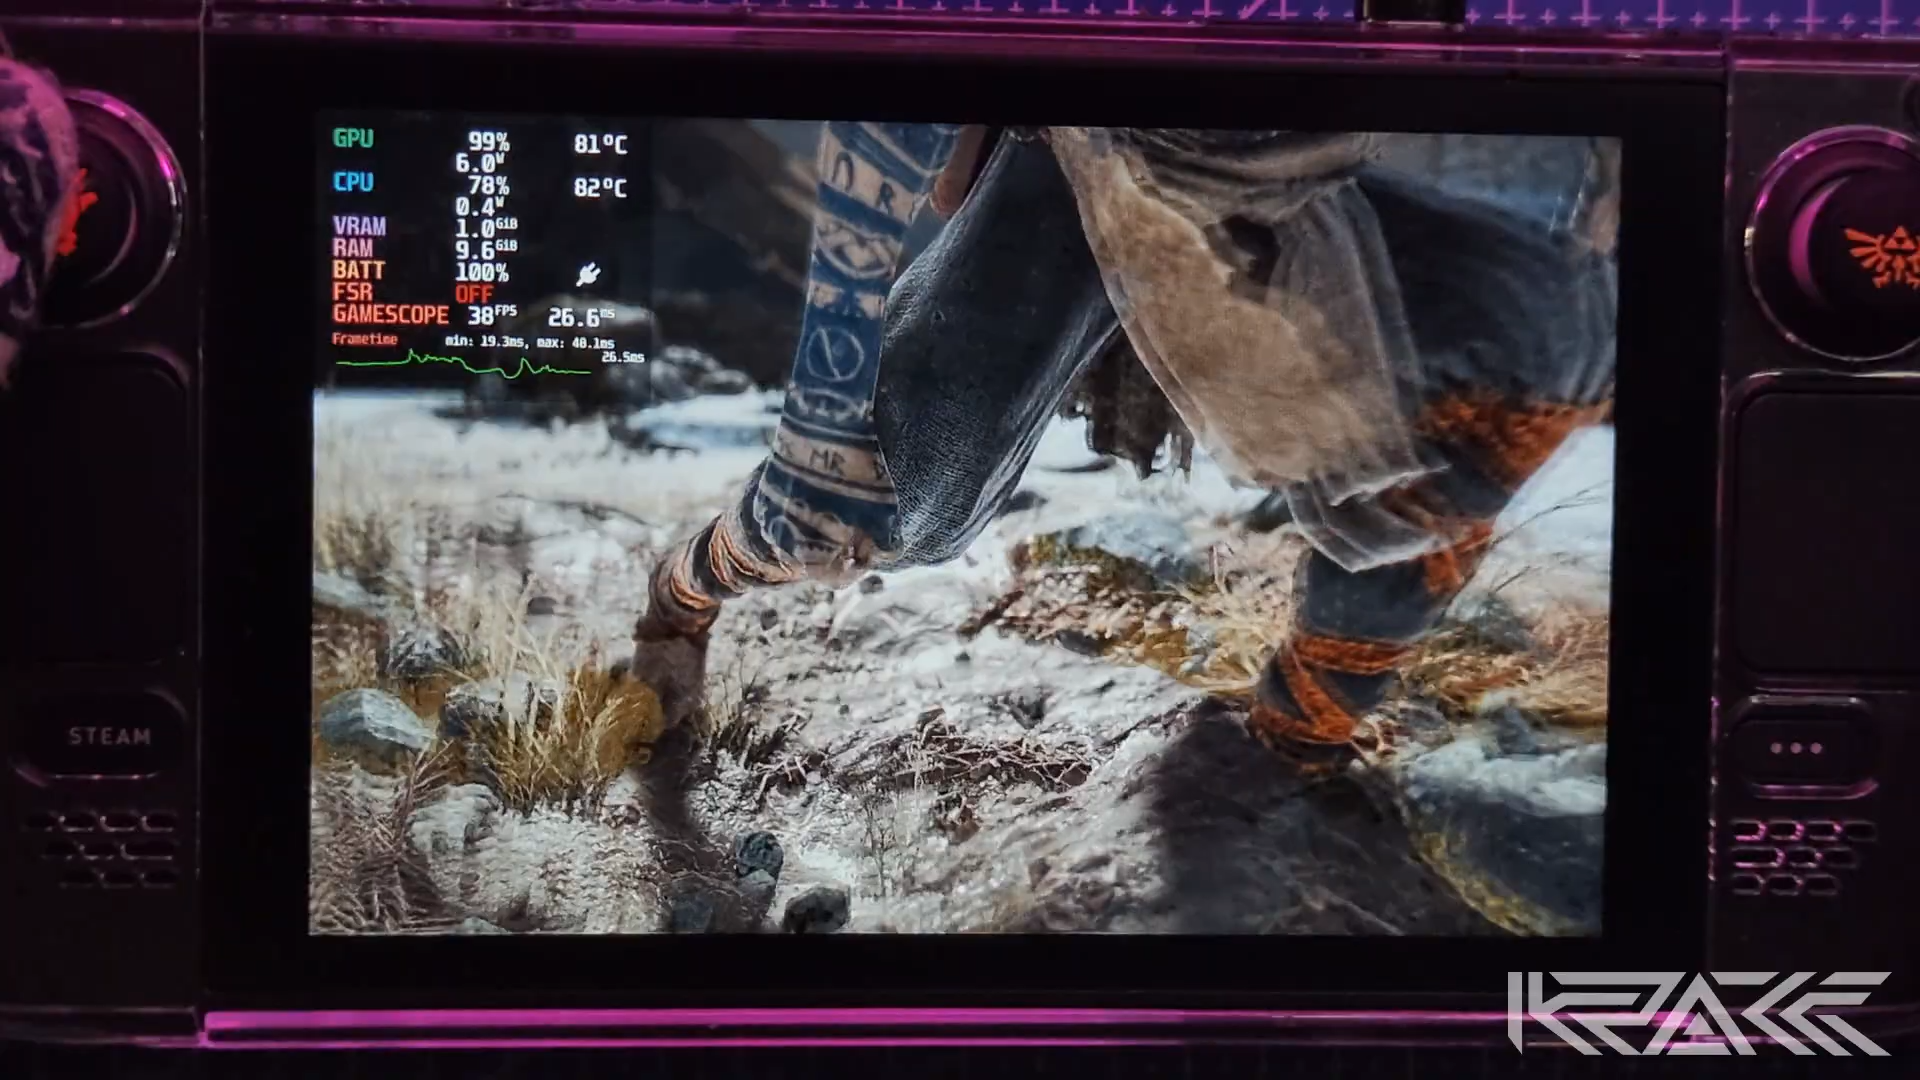 GPU 99% 81°C
6.0W
CPU 78% 82°C
0.4W
VRAM 1.0GiB
RAM 9.6GiB
BATT 100%
FSR OFF
GAMESCOPE 38FPS 26.6ms
Frametime min: 19.3ms, max: 40.1ms
26.5ms
STEAM